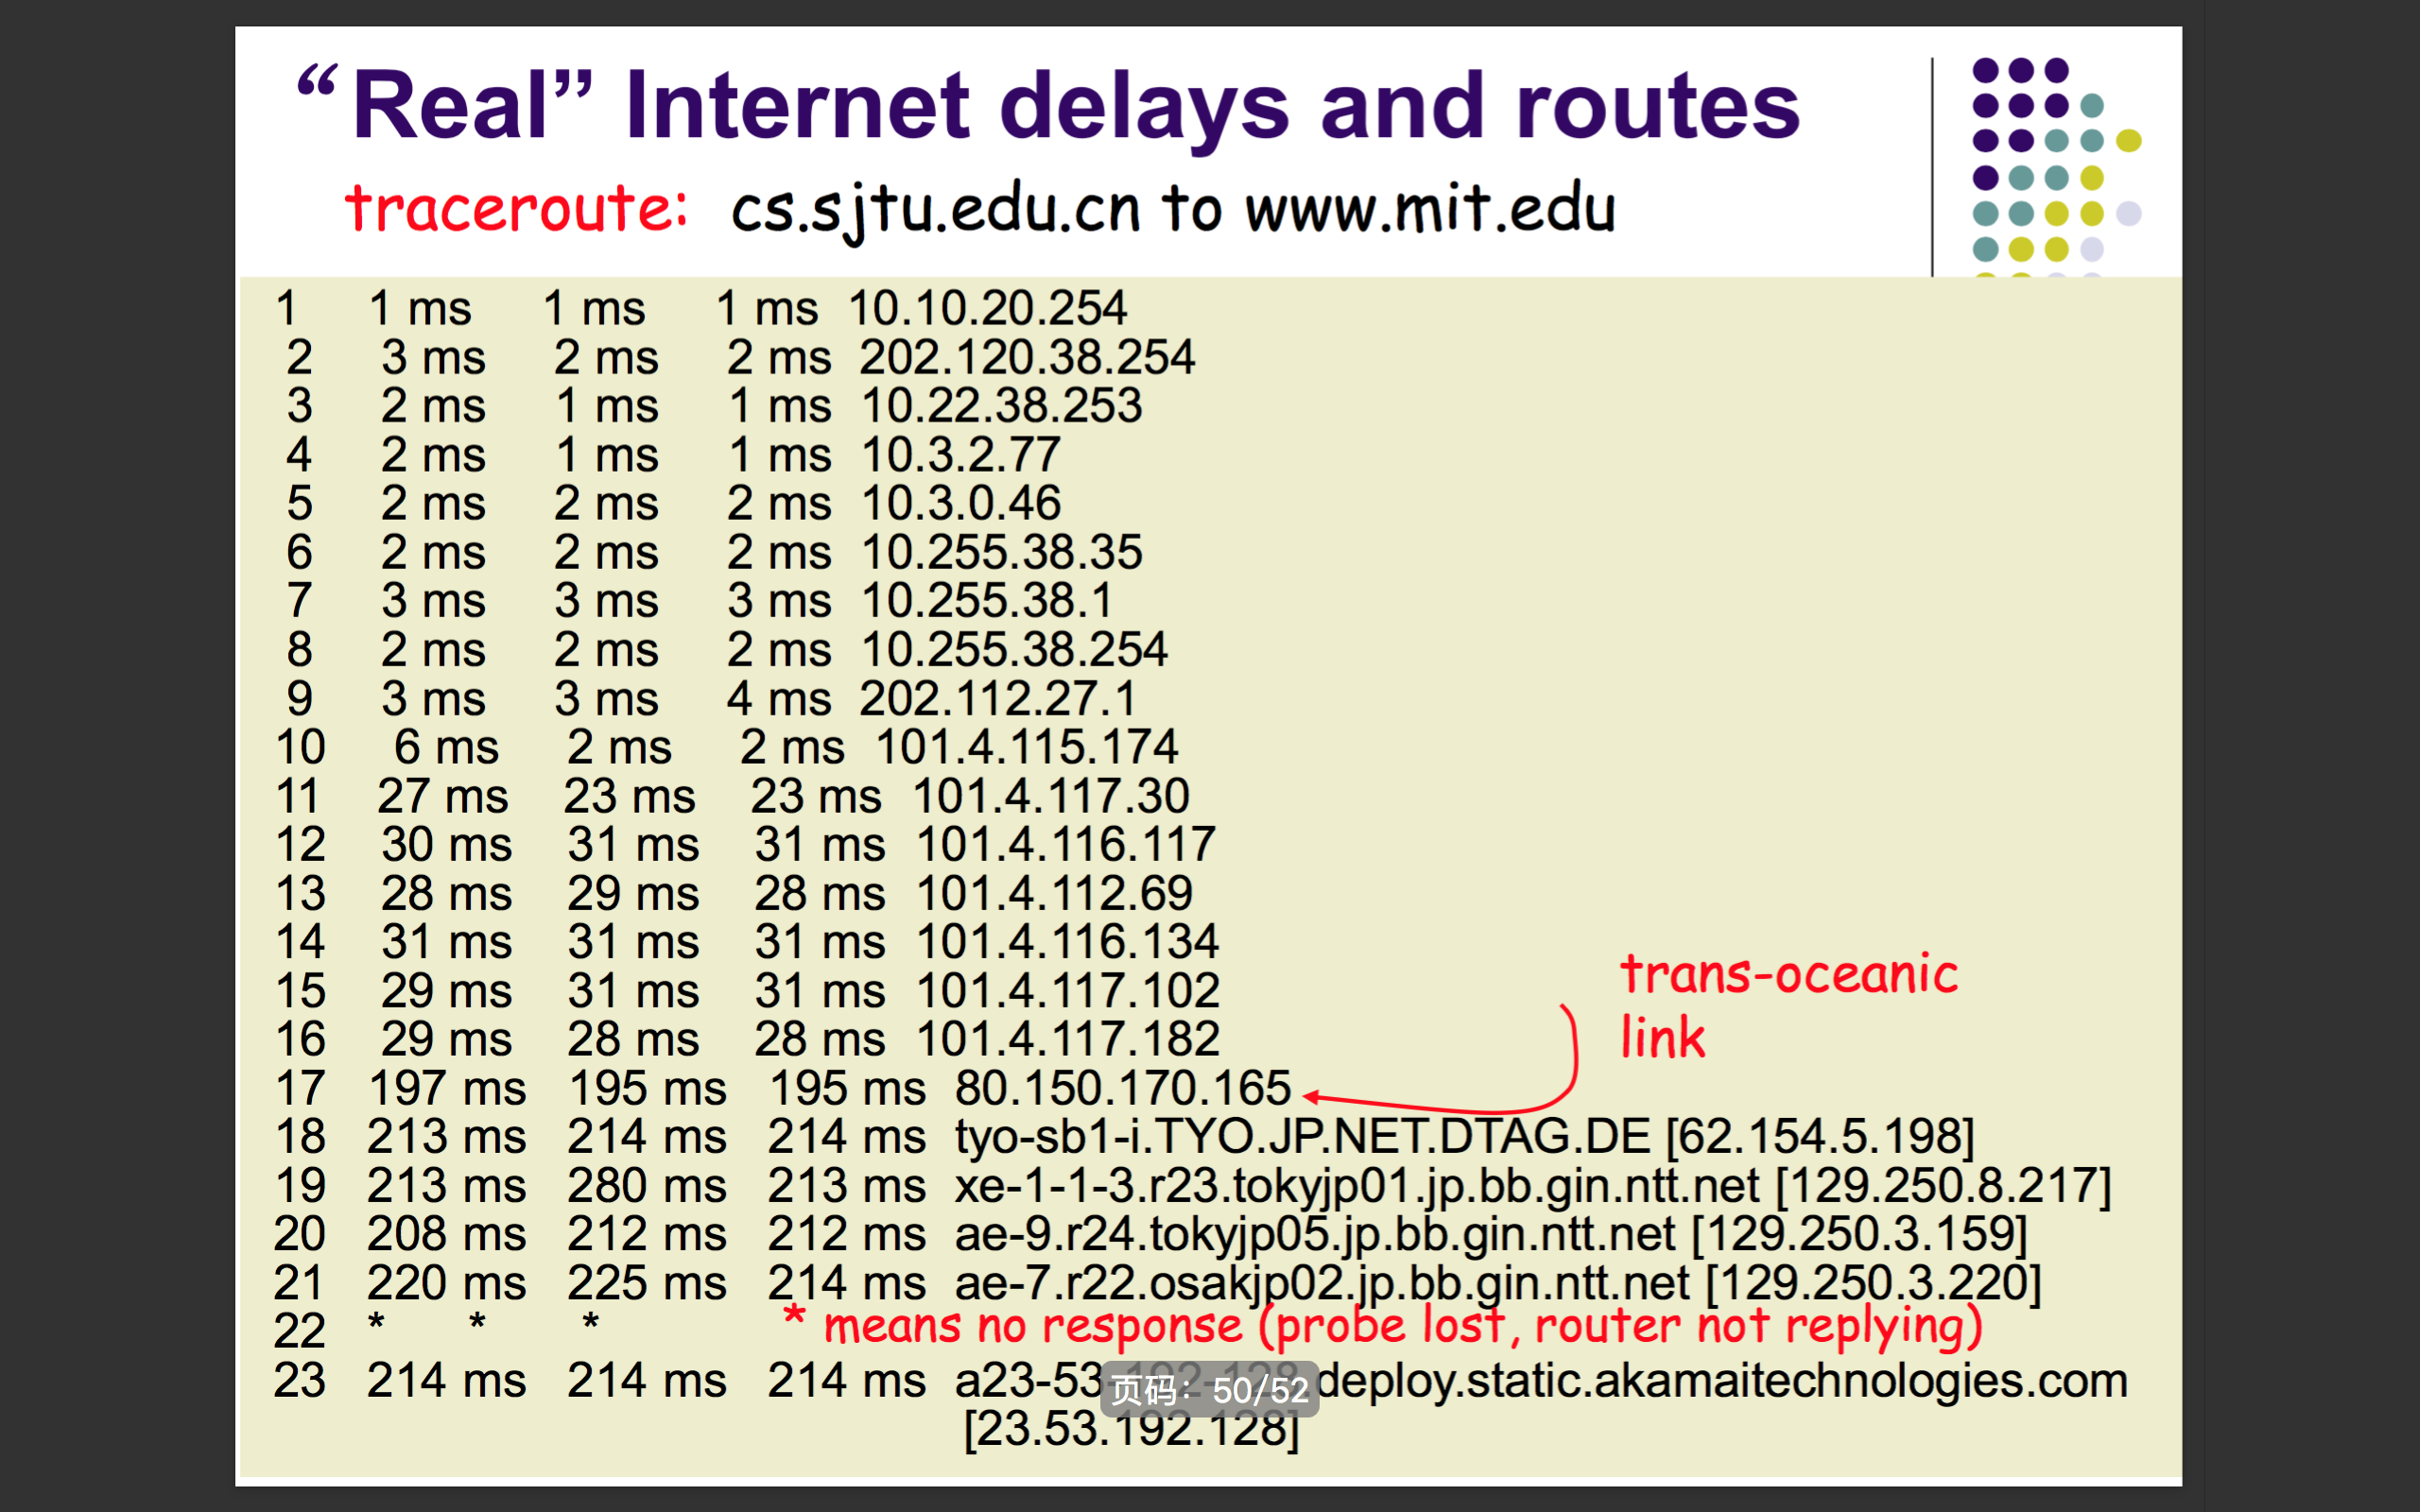 “Real” Internet delays and routes
traceroute: cs.sjtu.edu.cn to www.mit.edu
1 1 ms 1 ms 1 ms 10.10.20.254
2 3 ms 2 ms 2 ms 202.120.38.254
3 2 ms 1 ms 1 ms 10.22.38.253
4 2 ms 1 ms 1 ms 10.3.2.77
5 2 ms 2 ms 2 ms 10.3.0.46
6 2 ms 2 ms 2 ms 10.255.38.35
7 3 ms 3 ms 3 ms 10.255.38.1
8 2 ms 2 ms 2 ms 10.255.38.254
9 3 ms 3 ms 4 ms 202.112.27.1
10 6 ms 2 ms 2 ms 101.4.115.174
11 27 ms 23 ms 23 ms 101.4.117.30
12 30 ms 31 ms 31 ms 101.4.116.117
13 28 ms 29 ms 28 ms 101.4.112.69
14 31 ms 31 ms 31 ms 101.4.116.134
15 29 ms 31 ms 31 ms 101.4.117.102
16 29 ms 28 ms 28 ms 101.4.117.182
trans-oceanic
link
17 197 ms 195 ms 195 ms 80.150.170.165
18 213 ms 214 ms 214 ms tyo-sb1-i.TYO.JP.NET.DTAG.DE [62.154.5.198]
19 213 ms 280 ms 213 ms xe-1-1-3.r23.tokyjp01.jp.bb.gin.ntt.net [129.250.8.217]
20 208 ms 212 ms 212 ms ae-9.r24.tokyjp05.jp.bb.gin.ntt.net [129.250.3.159]
21 220 ms 225 ms 214 ms ae-7.r22.osakjp02.jp.bb.gin.ntt.net [129.250.3.220]
22 * * * * means no response (probe lost, router not replying)
23 214 ms 214 ms 214 ms a23-53-192-128.deploy.static.akamaitechnologies.com
页码：50/52
[23.53.192.128]